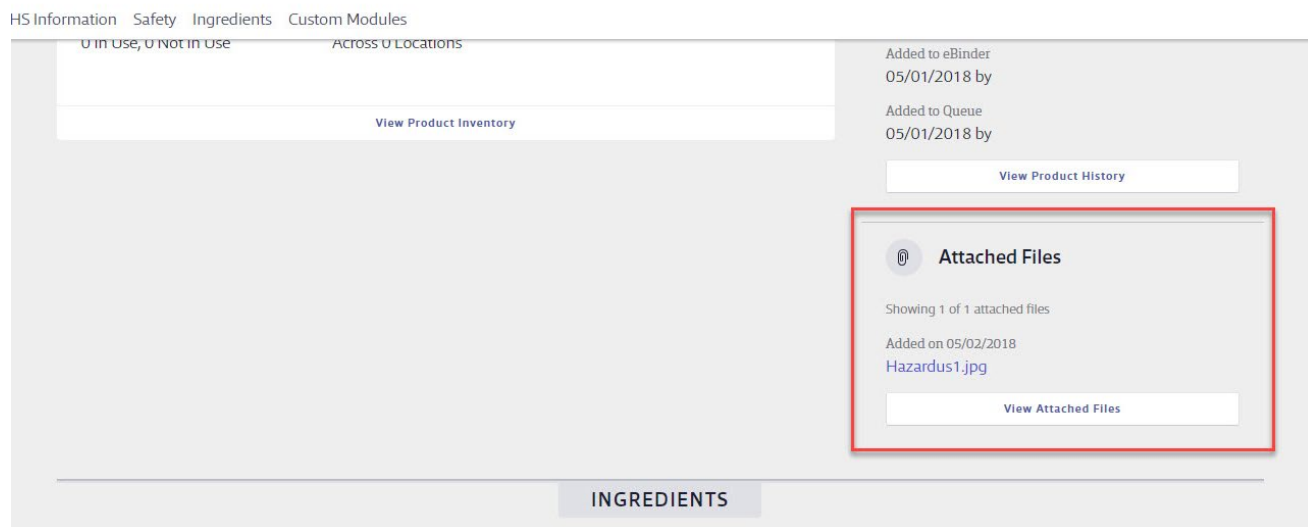 HS Information Safety Ingredients Custom Modules
0 In Use, 0 Not In Use Across 0 Locations
View Product Inventory
Added to eBinder
05/01/2018 by
Added to Queue
05/01/2018 by
View Product History
Attached Files
Showing 1 of 1 attached files
Added on 05/02/2018
Hazardus1.jpg
View Attached Files
INGREDIENTS